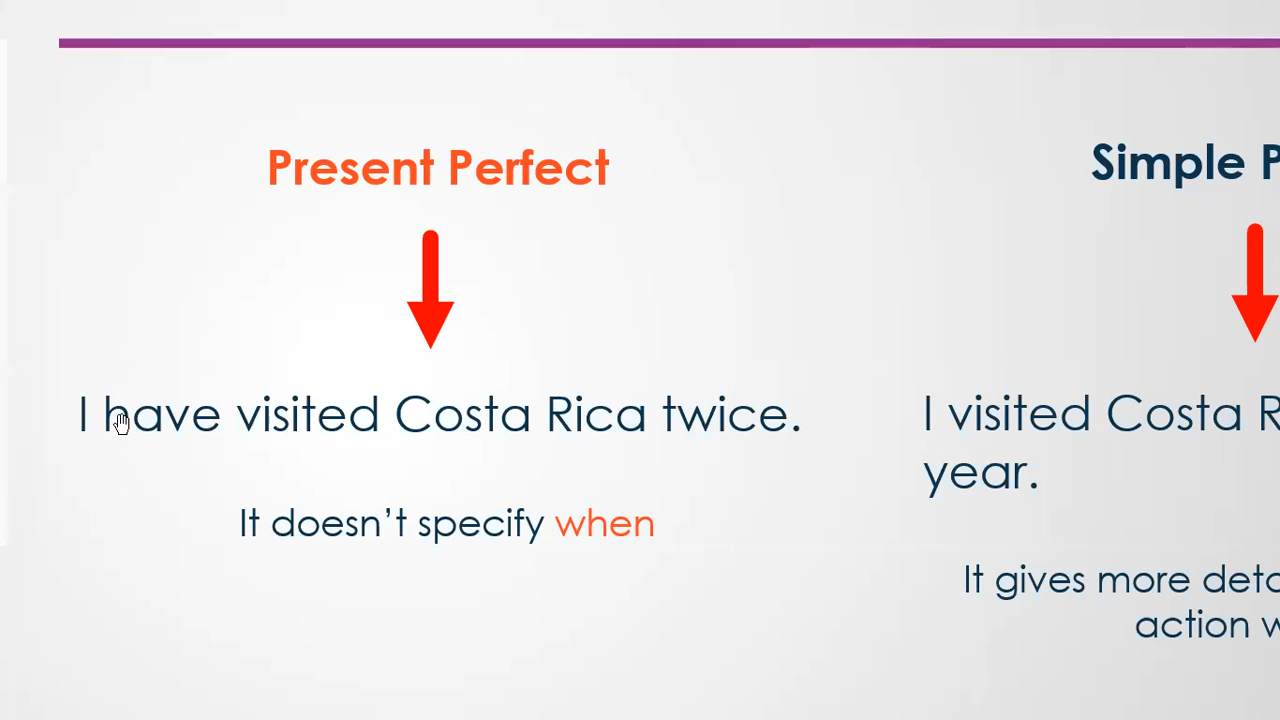 Present Perfect
I have visited Costa Rica twice.
It doesn’t specify when
Simple
I visited Costa
year.
It gives more
action